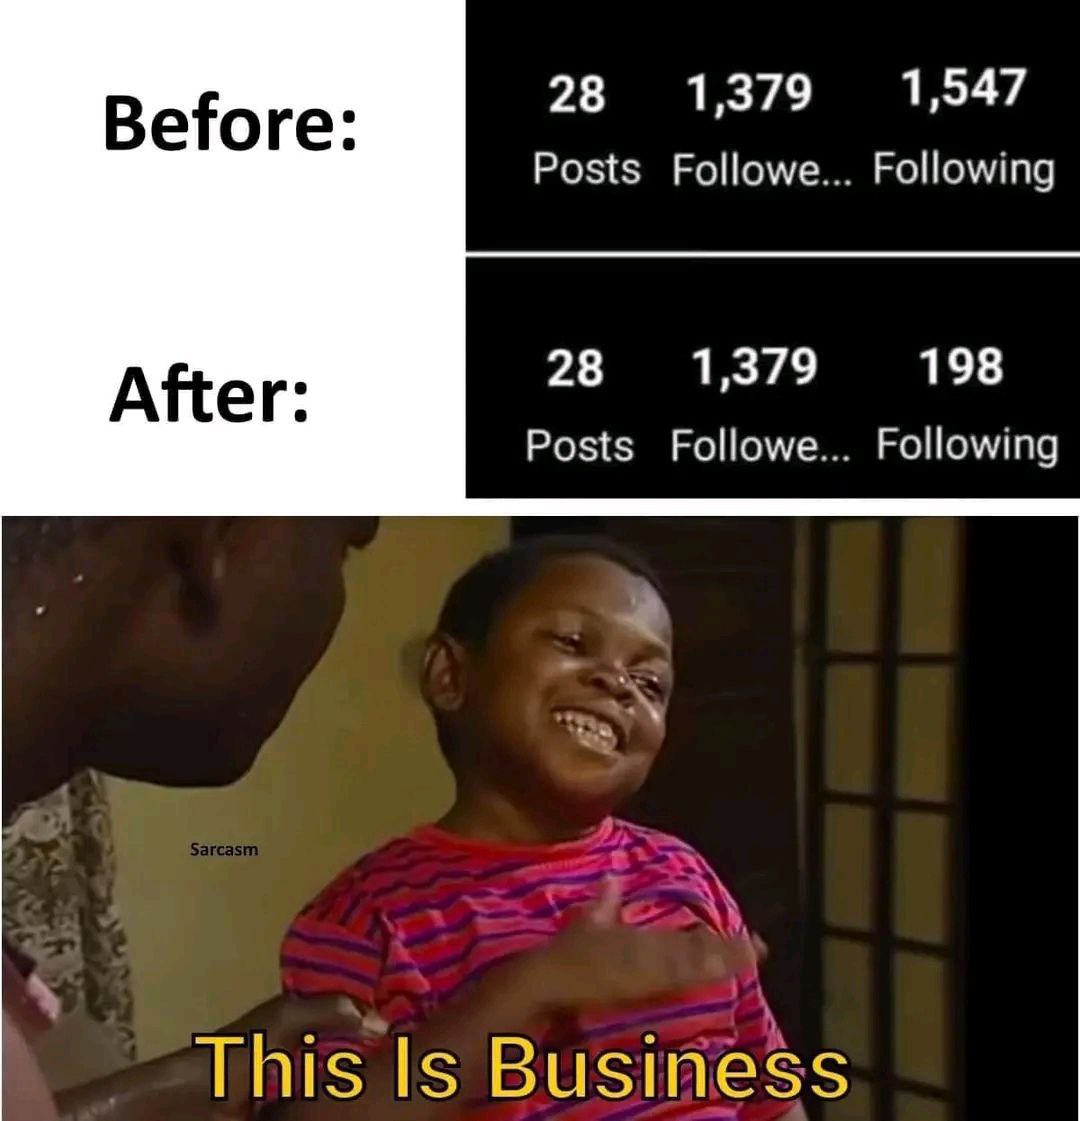 Before:
28 1,379 1,547
Posts Followe... Following
After:
28 1,379 198
Posts Followe... Following
Sarcasm
This Is Business